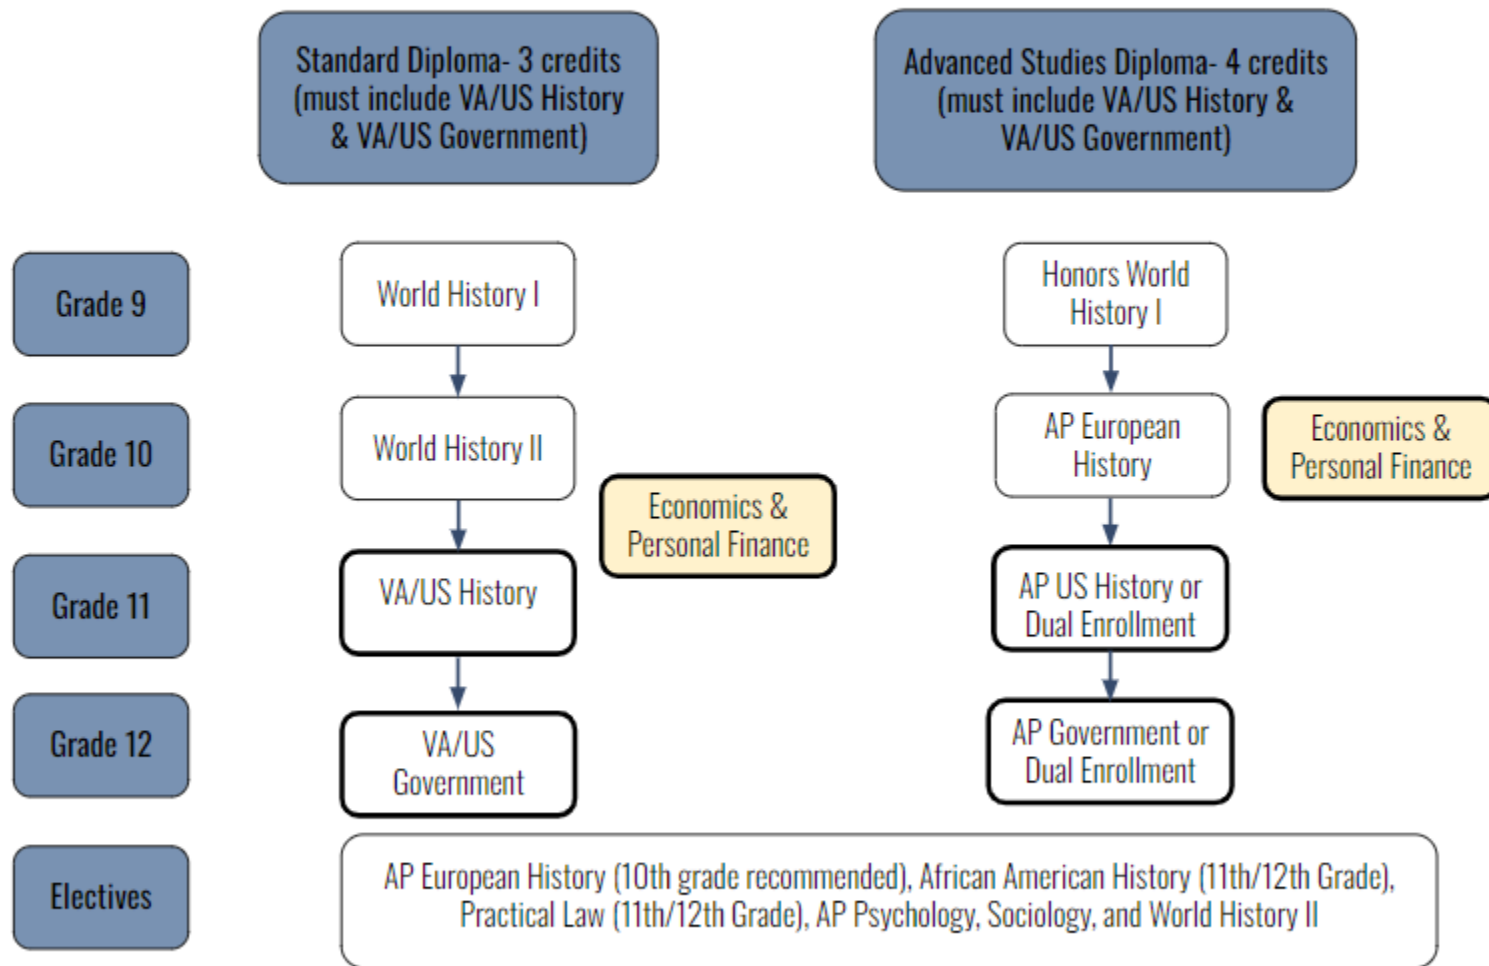 Standard Diploma- 3 credits
(must include VA/US History
& VA/US Government)
Advanced Studies Diploma- 4 credits
(must include VA/US History &
VA/US Government)
Grade 9
World History I
Honors World
History I
Grade 10
World History II
AP European
History
Economics &
Personal Finance
Economics &
Personal Finance
Grade 11
VA/US History
AP US History or
Dual Enrollment
Grade 12
VA/US
Government
AP Government or
Dual Enrollment
Electives
AP European History (10th grade recommended), African American History (11th/12th Grade),
Practical Law (11th/12th Grade), AP Psychology, Sociology, and World History II